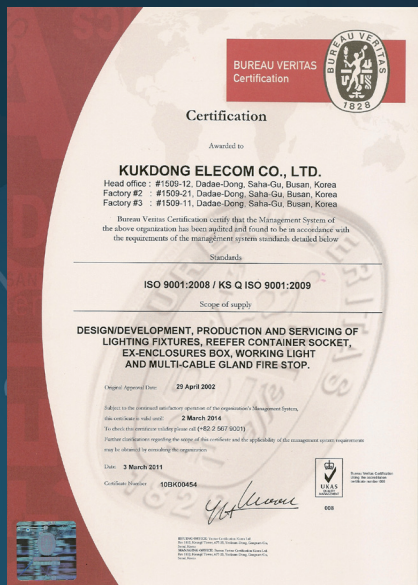 BUREAU VERITAS
Certification
BUREAU VERITAS
1828
Certification
Awarded to
KUKDONG ELECOM CO., LTD.
Head office : #1509-12, Dadae-Dong, Saha-Gu, Busan, Korea
Factory #2 : #1509-21, Dadae-Dong, Saha-Gu, Busan, Korea
Factory #3 : #1509-11, Dadae-Dong, Saha-Gu, Busan, Korea
Bureau Veritas Certification certify that the Management System of
the above organization has been audited and found to be in accordance with
the requirements of the management system standards detailed below
Standards
ISO 9001:2008 / KS Q ISO 9001:2009
Scope of supply
DESIGN/DEVELOPMENT, PRODUCTION AND SERVICING OF
LIGHTING FIXTURES, REEFER CONTAINER SOCKET,
EX-ENCLOSURES BOX, WORKING LIGHT
AND MULTI-CABLE GLAND FIRE STOP.
Original Approval Date: 29 April 2002
Subject to the continued satisfactory operation of the organization's Management System,
this certificate is valid until: 2 March 2014
To check the certificate validity please call (+82 2 567 9001)
Further clarifications regarding the scope of this certificate and the applicability of the management system requirements
may be obtained by consulting the organization
Date: 3 March 2011
Certificate Number: 10BK00454
UKAS
QUALITY
MANAGEMENT
008